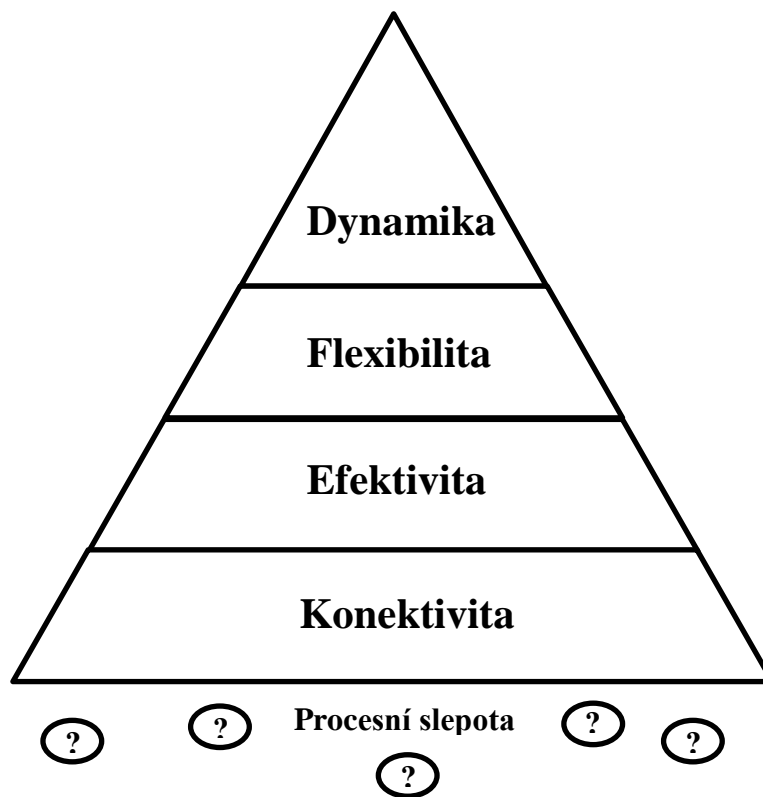 Dynamika
Flexibilita
Efektivita
Konektivita
? ? Procesní slepota ? ?
?